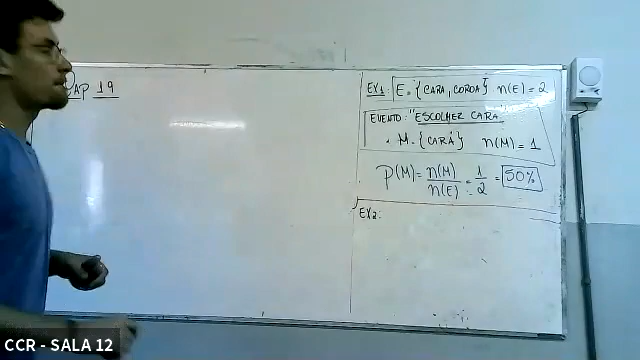 CAP 19
EX1: E = {CARA, COROA} n(E) = 2
EVENTO: "ESCOLHER CARA"
• M = {CARA} n(M) = 1
P(M) = n(M)/n(E) = 1/2 = 50%
EX2:
CCR - SALA 12